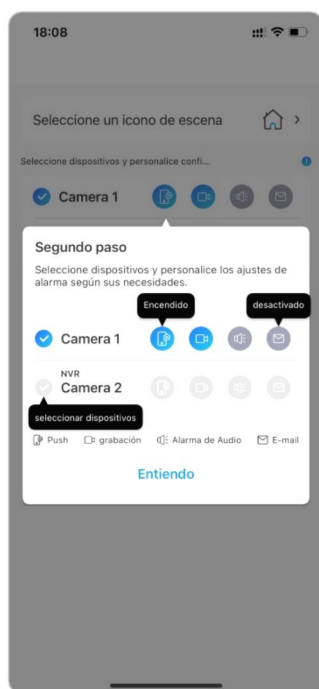 18:08
Seleccione un icono de escena
Seleccione dispositivos y personalice confi...
Camera 1
Segundo paso
Seleccione dispositivos y personalice los ajustes de
alarma según sus necesidades.
Encendido
desactivado
Camera 1
NVR
Camera 2
seleccionar dispositivos
Push
grabación
Alarma de Audio
E-mail
Entiendo